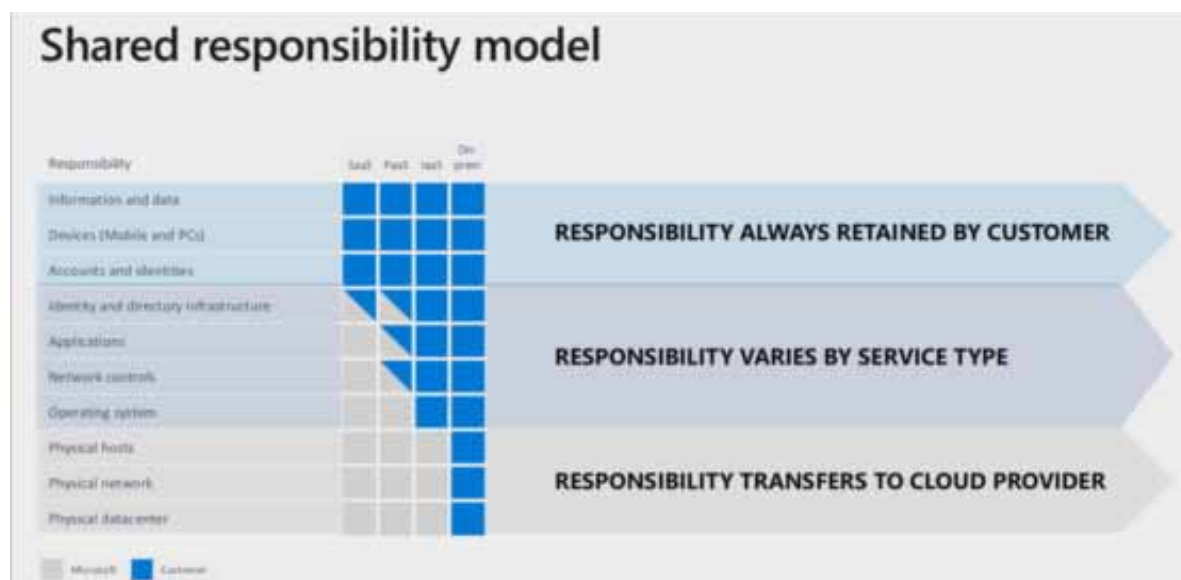 Shared responsibility model
Responsibility SaaS PaaS IaaS On-prem
Information and data
Devices (Mobile and PCs)
Accounts and identities
RESPONSIBILITY ALWAYS RETAINED BY CUSTOMER
Identity and directory infrastructure
Applications
Network controls
Operating system
RESPONSIBILITY VARIES BY SERVICE TYPE
Physical hosts
Physical network
Physical datacenter
RESPONSIBILITY TRANSFERS TO CLOUD PROVIDER
Microsoft Customer